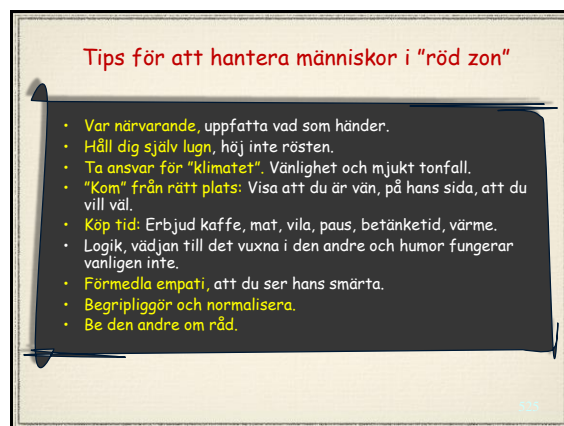 Tips för att hantera människor i ”röd zon”
• Var närvarande, uppfatta vad som händer.
• Håll dig själv lugn, höj inte rösten.
• Ta ansvar för ”klimatet”. Vänlighet och mjukt tonfall.
• ”Kom” från rätt plats: Visa att du är vän, på hans sida, att du
vill väl.
• Köp tid: Erbjud kaffe, mat, vila, paus, betänketid, värme.
• Logik, vädjan till det vuxna i den andre och humor fungerar
vanligen inte.
• Förmedla empati, att du ser hans smärta.
• Begripliggör och normalisera.
• Be den andre om råd.